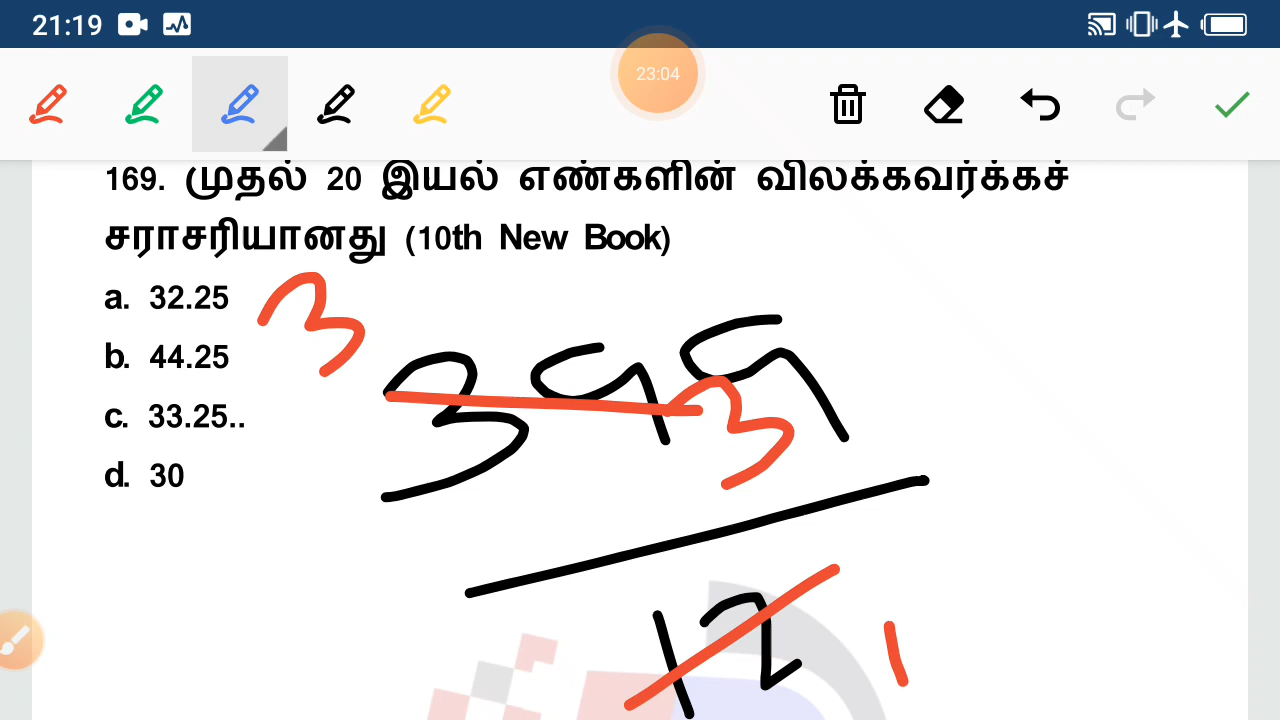 21:19
23:04
169. முதல் 20 இயல் எண்களின் விலக்கவர்க்கச்
சராசரியானது (10th New Book)
a. 32.25
b. 44.25
c. 33.25..
d. 30
3
399
3
12
1